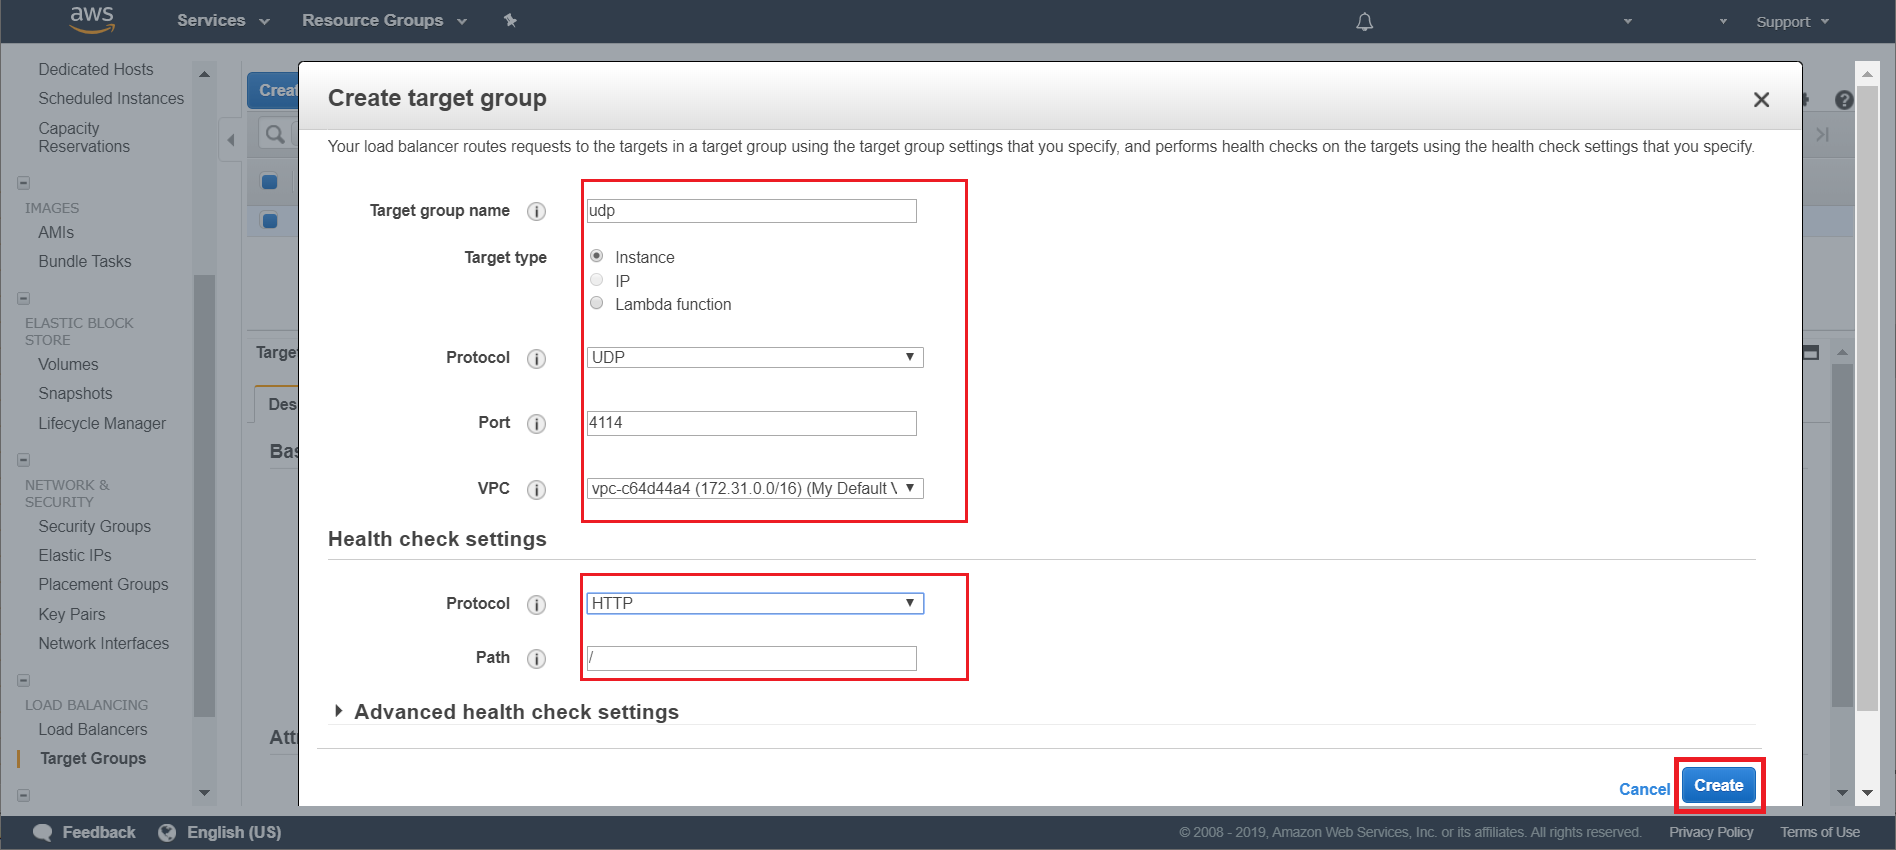 aws
Services
Resource Groups
Support
Dedicated Hosts
Scheduled Instances
Capacity
Reservations
IMAGES
AMIs
Bundle Tasks
ELASTIC BLOCK
STORE
Volumes
Snapshots
Lifecycle Manager
NETWORK &
SECURITY
Security Groups
Elastic IPs
Placement Groups
Key Pairs
Network Interfaces
LOAD BALANCING
Load Balancers
Target Groups
Creat
Target
Des
Bas
Att
Create target group
Your load balancer routes requests to the targets in a target group using the target group settings that you specify, and performs health checks on the targets using the health check settings that you specify.
Target group name
udp
Target type
Instance
IP
Lambda function
Protocol
UDP
Port
4114
VPC
vpc-c64d44a4 (172.31.0.0/16) (My Default V
Health check settings
Protocol
HTTP
Path
/
Advanced health check settings
Cancel
Create
Feedback
English (US)
© 2008 - 2019, Amazon Web Services, Inc. or its affiliates. All rights reserved.
Privacy Policy
Terms of Use